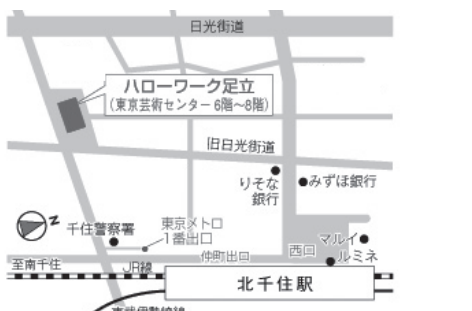 日光街道
ハローワーク足立
(東京芸術センター 6階～8階)
旧日光街道
りそな
銀行
みずほ銀行
N
千住警察署
東京メトロ
1番出口
マルイ
西口
ルミネ
仲町出口
至南千住
JR線
北千住駅